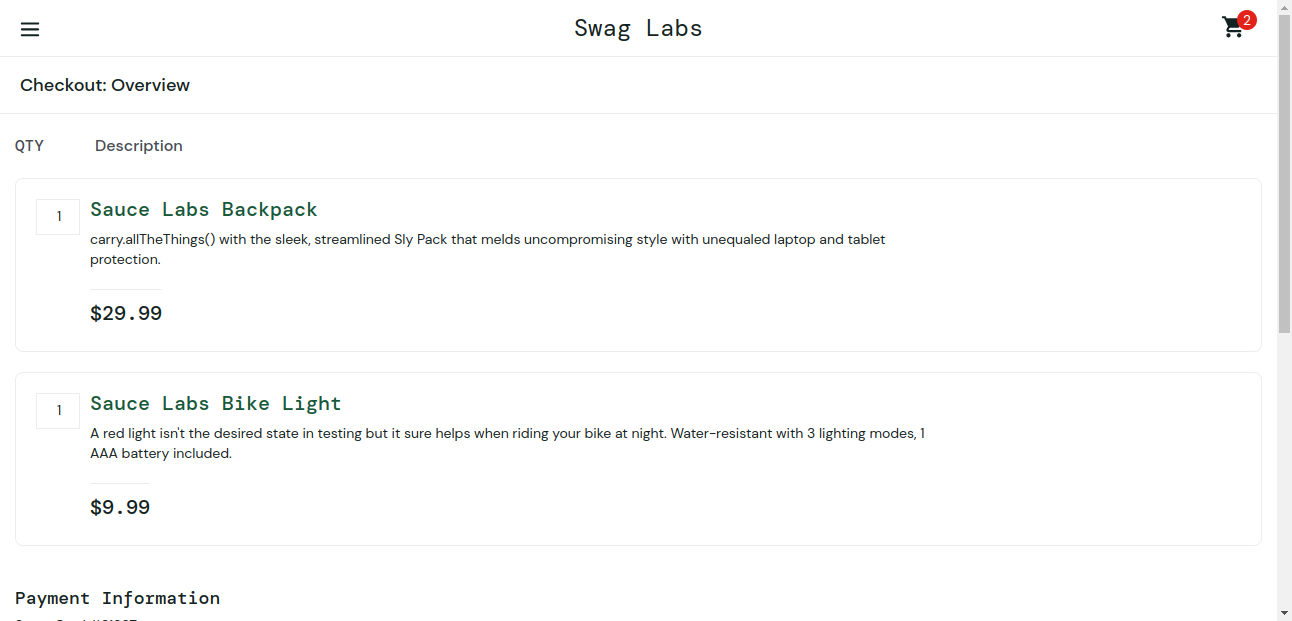 Swag Labs
2
Checkout: Overview
QTY Description
1
Sauce Labs Backpack
carry.allTheThings() with the sleek, streamlined Sly Pack that melds uncompromising style with unequaled laptop and tablet
protection.
$29.99
1
Sauce Labs Bike Light
A red light isn't the desired state in testing but it sure helps when riding your bike at night. Water-resistant with 3 lighting modes, 1
AAA battery included.
$9.99
Payment Information